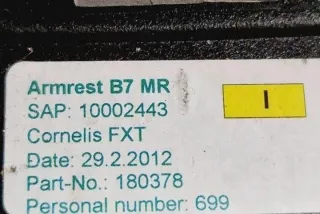 Armrest B7 MR
SAP: 10002443
Cornelis FXT
Date: 29.2.2012
Part-No.: 180378
Personal number: 699
I